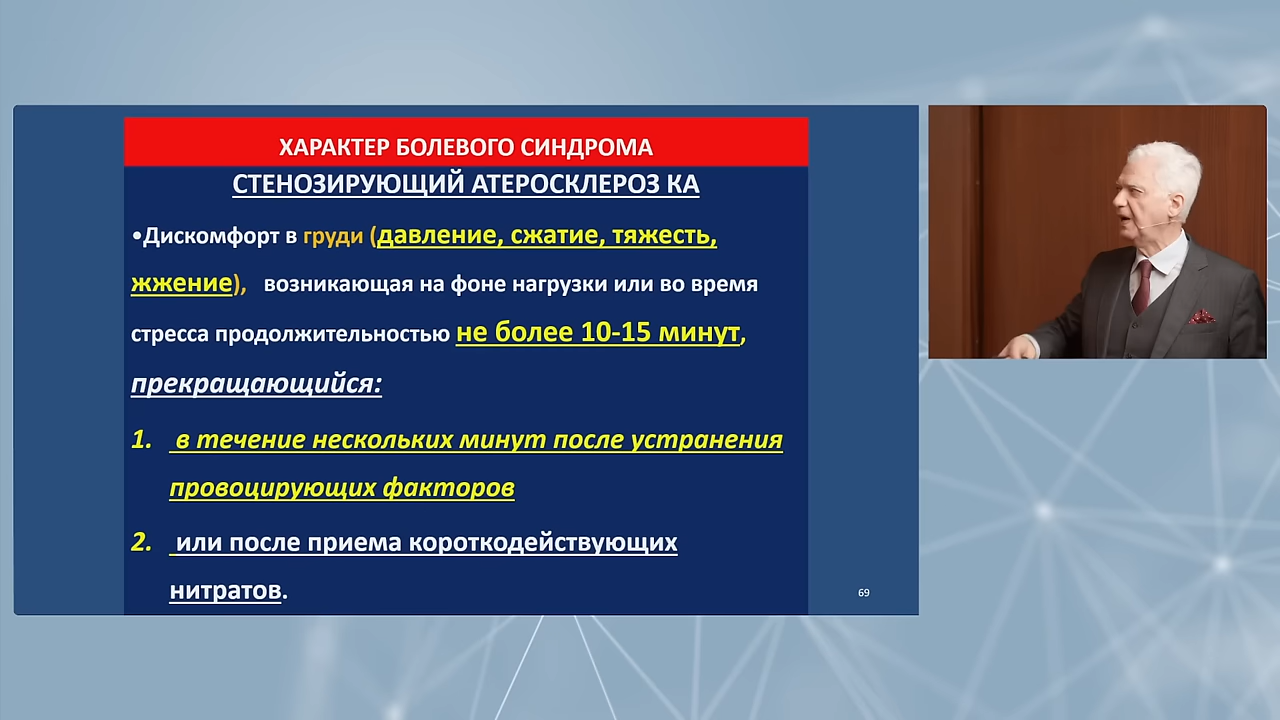 ХАРАКТЕР БОЛЕВОГО СИНДРОМА
СТЕНОЗИРУЮЩИЙ АТЕРОСКЛЕРОЗ КА
•Дискомфорт в груди (давление, сжатие, тяжесть,
жжение), возникающая на фоне нагрузки или во время
стресса продолжительностью не более 10-15 минут,
прекращающийся:
1. в течение нескольких минут после устранения
провоцирующих факторов
2. или после приема короткодействующих
нитратов.
69